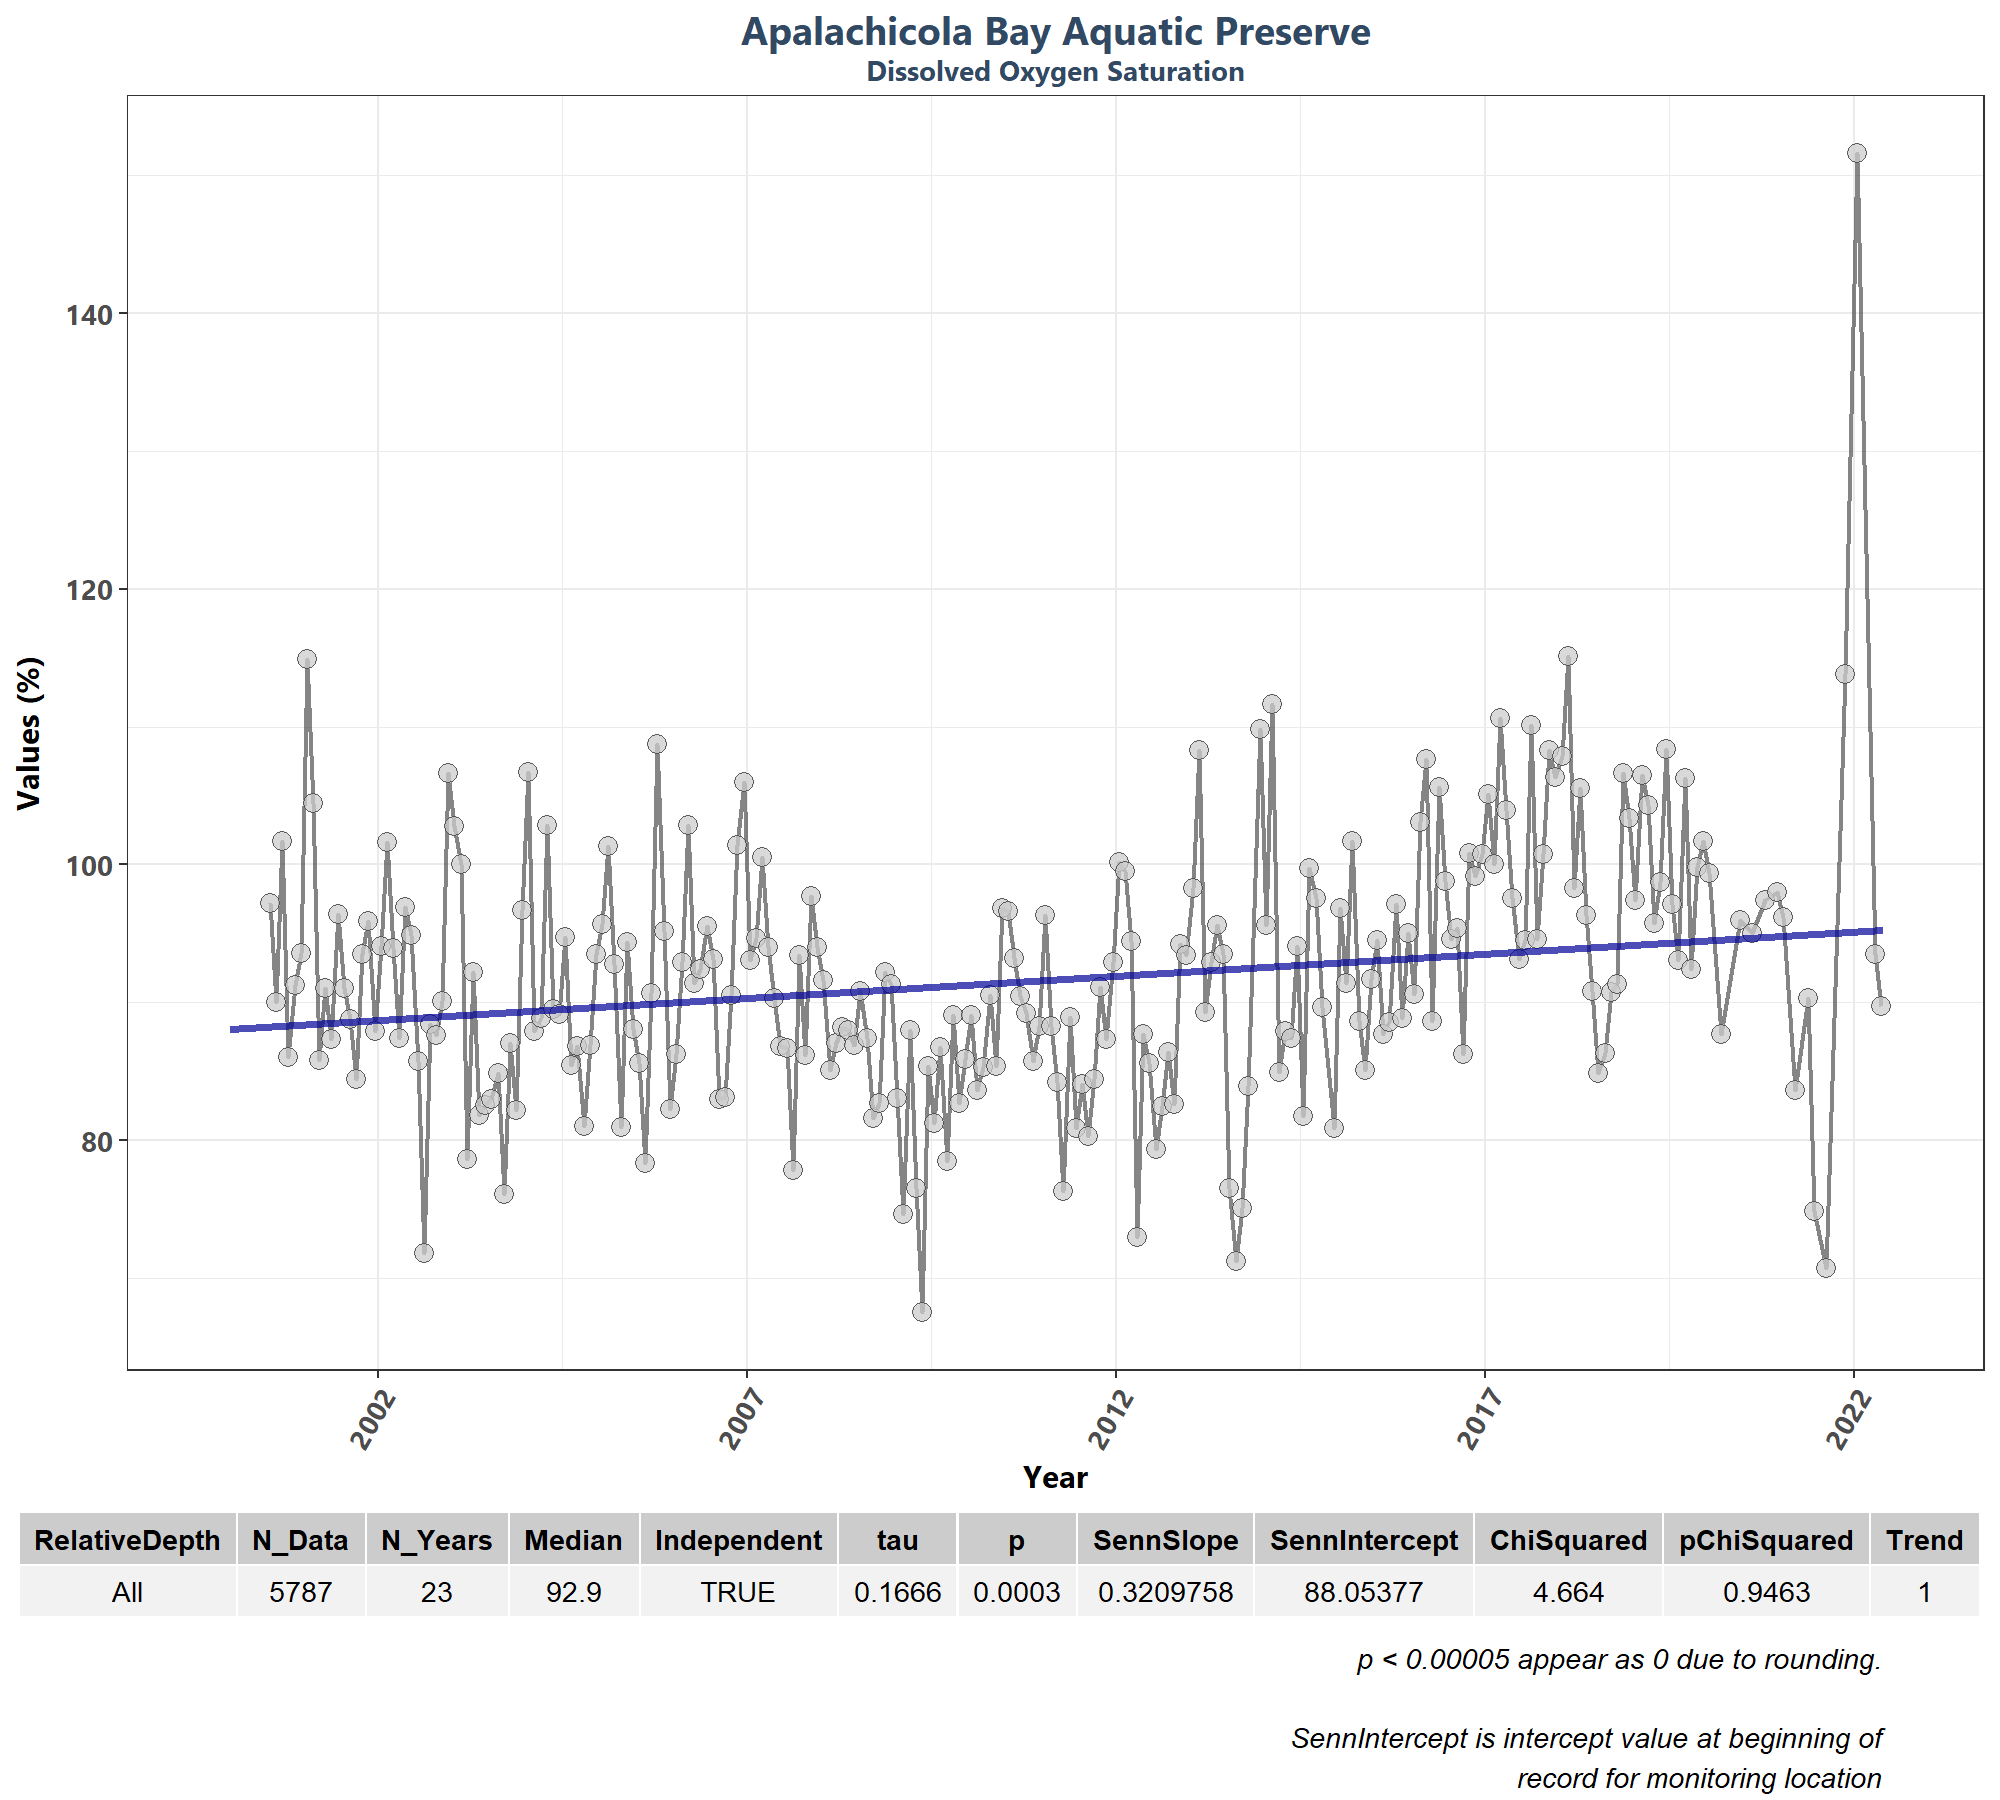 Apalachicola Bay Aquatic Preserve
Dissolved Oxygen Saturation
Values (%)
140
120
100
80
2002
2007
2012
2017
2022
Year
RelativeDepth N_Data N_Years Median Independent tau p SennSlope SennIntercept ChiSquared pChiSquared Trend
All 5787 23 92.9 TRUE 0.1666 0.0003 0.3209758 88.05377 4.664 0.9463 1
p < 0.00005 appear as 0 due to rounding.
SennIntercept is intercept value at beginning of
record for monitoring location